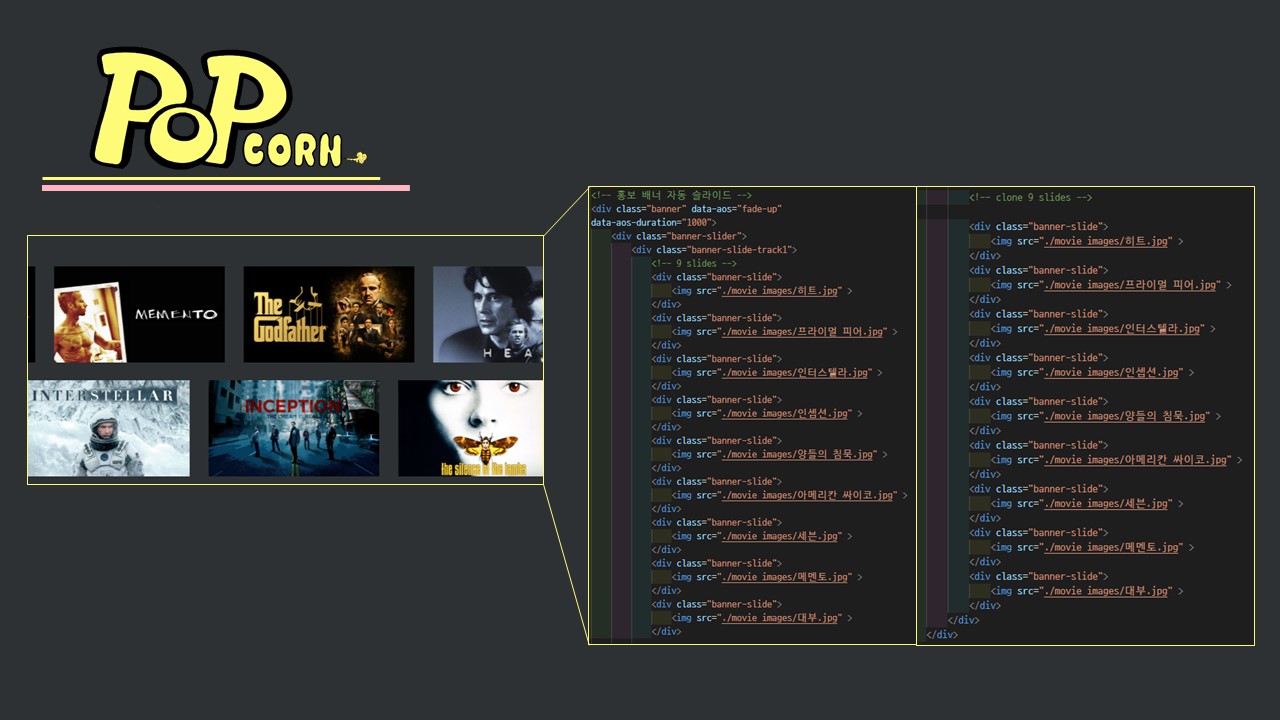 POP
CORN
MEMENTO
The
Godfather
HEA
INTERSTELLAR
INCEPTION
the silence of the lambs
<!-- 홍보 배너 자동 슬라이드 -->
<div class="banner" data-aos="fade-up"
data-aos-duration="1000">
<div class="banner-slider">
<div class="banner-slide-track1">
<!-- 9 slides -->
<div class="banner-slide">
<img src="./movie images/히트.jpg" >
</div>
<div class="banner-slide">
<img src="./movie images/프라이멀 피어.jpg" >
</div>
<div class="banner-slide">
<img src="./movie images/인터스텔라.jpg" >
</div>
<div class="banner-slide">
<img src="./movie images/인셉션.jpg" >
</div>
<div class="banner-slide">
<img src="./movie images/양들의 침묵.jpg" >
</div>
<div class="banner-slide">
<img src="./movie images/아메리칸 싸이코.jpg" >
</div>
<div class="banner-slide">
<img src="./movie images/세븐.jpg" >
</div>
<div class="banner-slide">
<img src="./movie images/메멘토.jpg" >
</div>
<div class="banner-slide">
<img src="./movie images/대부.jpg" >
</div>
<!-- clone 9 slides -->
<div class="banner-slide">
<img src="./movie images/히트.jpg" >
</div>
<div class="banner-slide">
<img src="./movie images/프라이멀 피어.jpg" >
</div>
<div class="banner-slide">
<img src="./movie images/인터스텔라.jpg" >
</div>
<div class="banner-slide">
<img src="./movie images/인셉션.jpg" >
</div>
<div class="banner-slide">
<img src="./movie images/양들의 침묵.jpg" >
</div>
<div class="banner-slide">
<img src="./movie images/아메리칸 싸이코.jpg" >
</div>
<div class="banner-slide">
<img src="./movie images/세븐.jpg" >
</div>
<div class="banner-slide">
<img src="./movie images/메멘토.jpg" >
</div>
<div class="banner-slide">
<img src="./movie images/대부.jpg" >
</div>
</div>
</div>